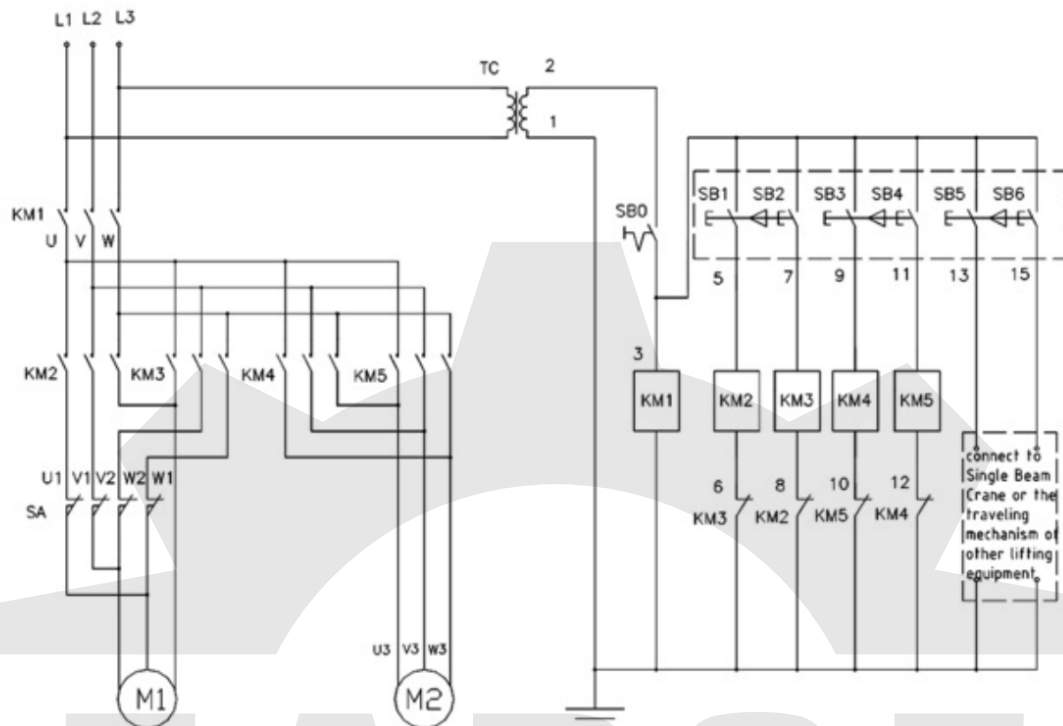 L1 L2 L3
TC 2
1
KM1
U V W
SB0
SB1 SB2 SB3 SB4 SB5 SB6
5 7 9 11 13 15
KM2 KM3 KM4 KM5
3
KM1 KM2 KM3 KM4 KM5
U1 V1 V2 W2 W1
SA
6 8 10 12
KM3 KM2 KM5 KM4
connect to
Single Beam
Crane or the
traveling
mechanism of
other lifting
equipment
U3 V3 W3
M1 M2